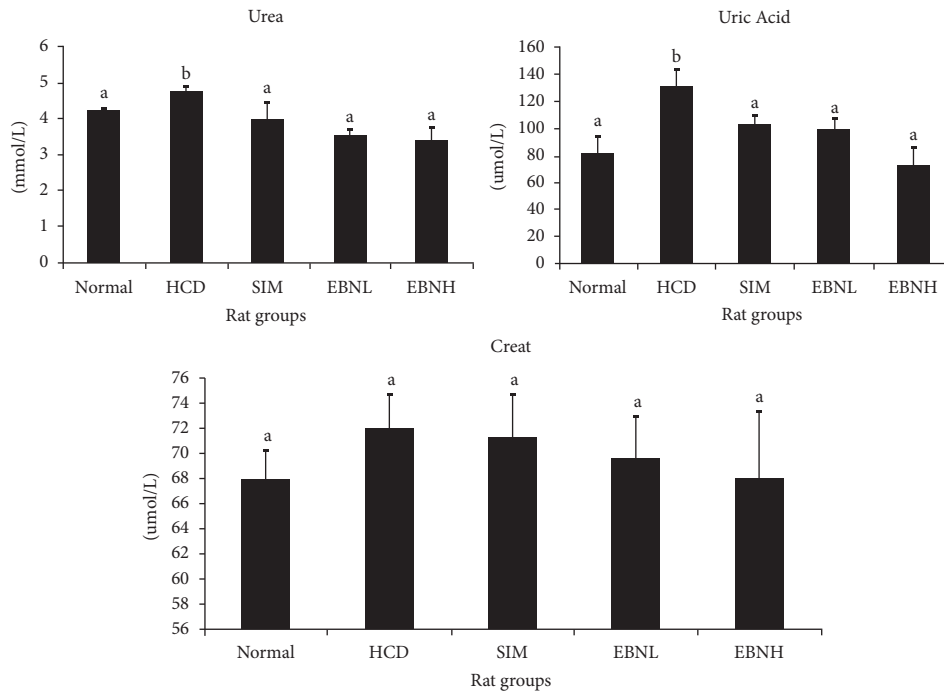 Urea
(mmol/L)
6
5
4
3
2
1
0
a
b
a
a
a
Normal HCD SIM EBNL EBNH
Rat groups
Uric Acid
(umol/L)
160
140
120
100
80
60
40
20
0
a
b
a
a
a
Normal HCD SIM EBNL EBNH
Rat groups
Creat
(umol/L)
76
74
72
70
68
66
64
62
60
58
56
a
a
a
a
a
Normal HCD SIM EBNL EBNH
Rat groups